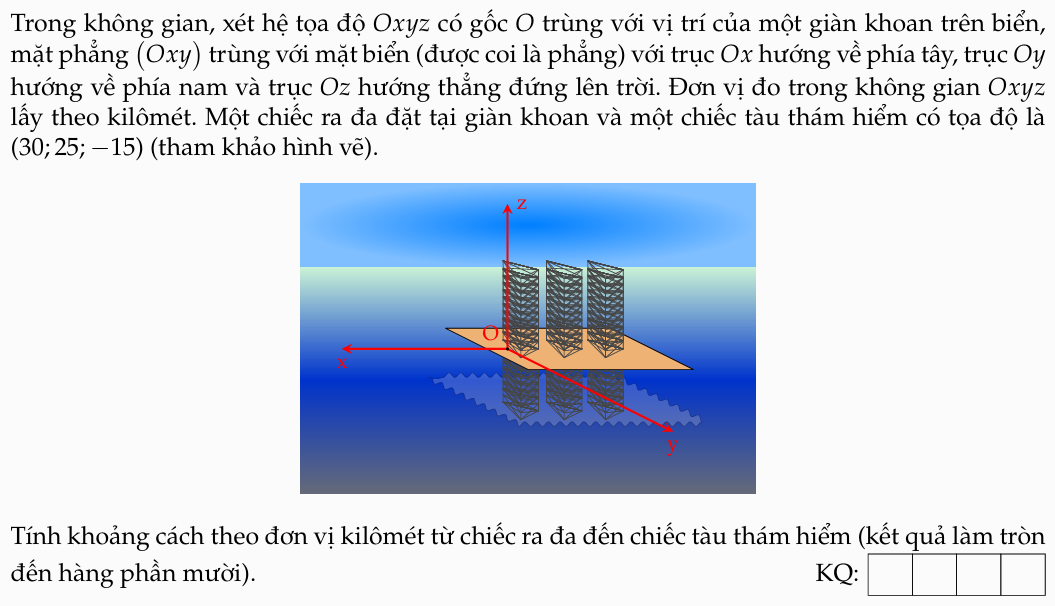 Trong không gian, xét hệ tọa độ Oxyz có gốc O trùng với vị trí của một giàn khoan trên biển,
mặt phẳng (Oxy) trùng với mặt biển (được coi là phẳng) với trục Ox hướng về phía tây, trục Oy
hướng về phía nam và trục Oz hướng thẳng đứng lên trời. Đơn vị đo trong không gian Oxyz
lấy theo kilômét. Một chiếc ra đa đặt tại giàn khoan và một chiếc tàu thám hiểm có tọa độ là
(30; 25; −15) (tham khảo hình vẽ).
z
O
x
y
Tính khoảng cách theo đơn vị kilômét từ chiếc ra đa đến chiếc tàu thám hiểm (kết quả làm tròn
đến hàng phần mười). KQ: